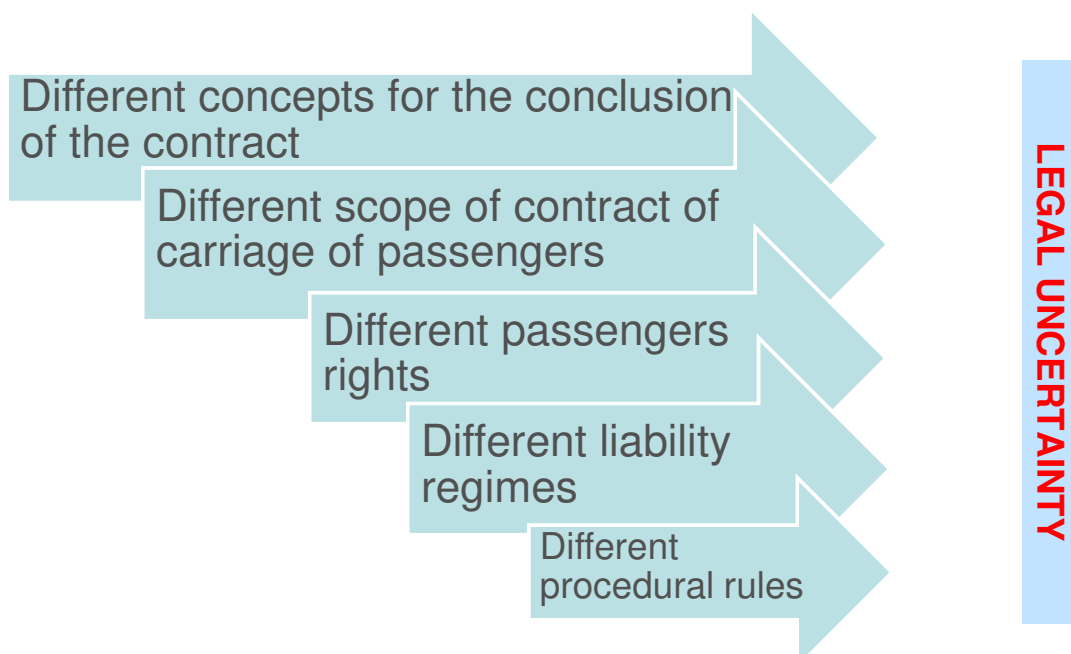 Different concepts for the conclusion
of the contract
Different scope of contract of
carriage of passengers
Different passengers
rights
Different liability
regimes
Different
procedural rules
LEGAL UNCERTAINTY